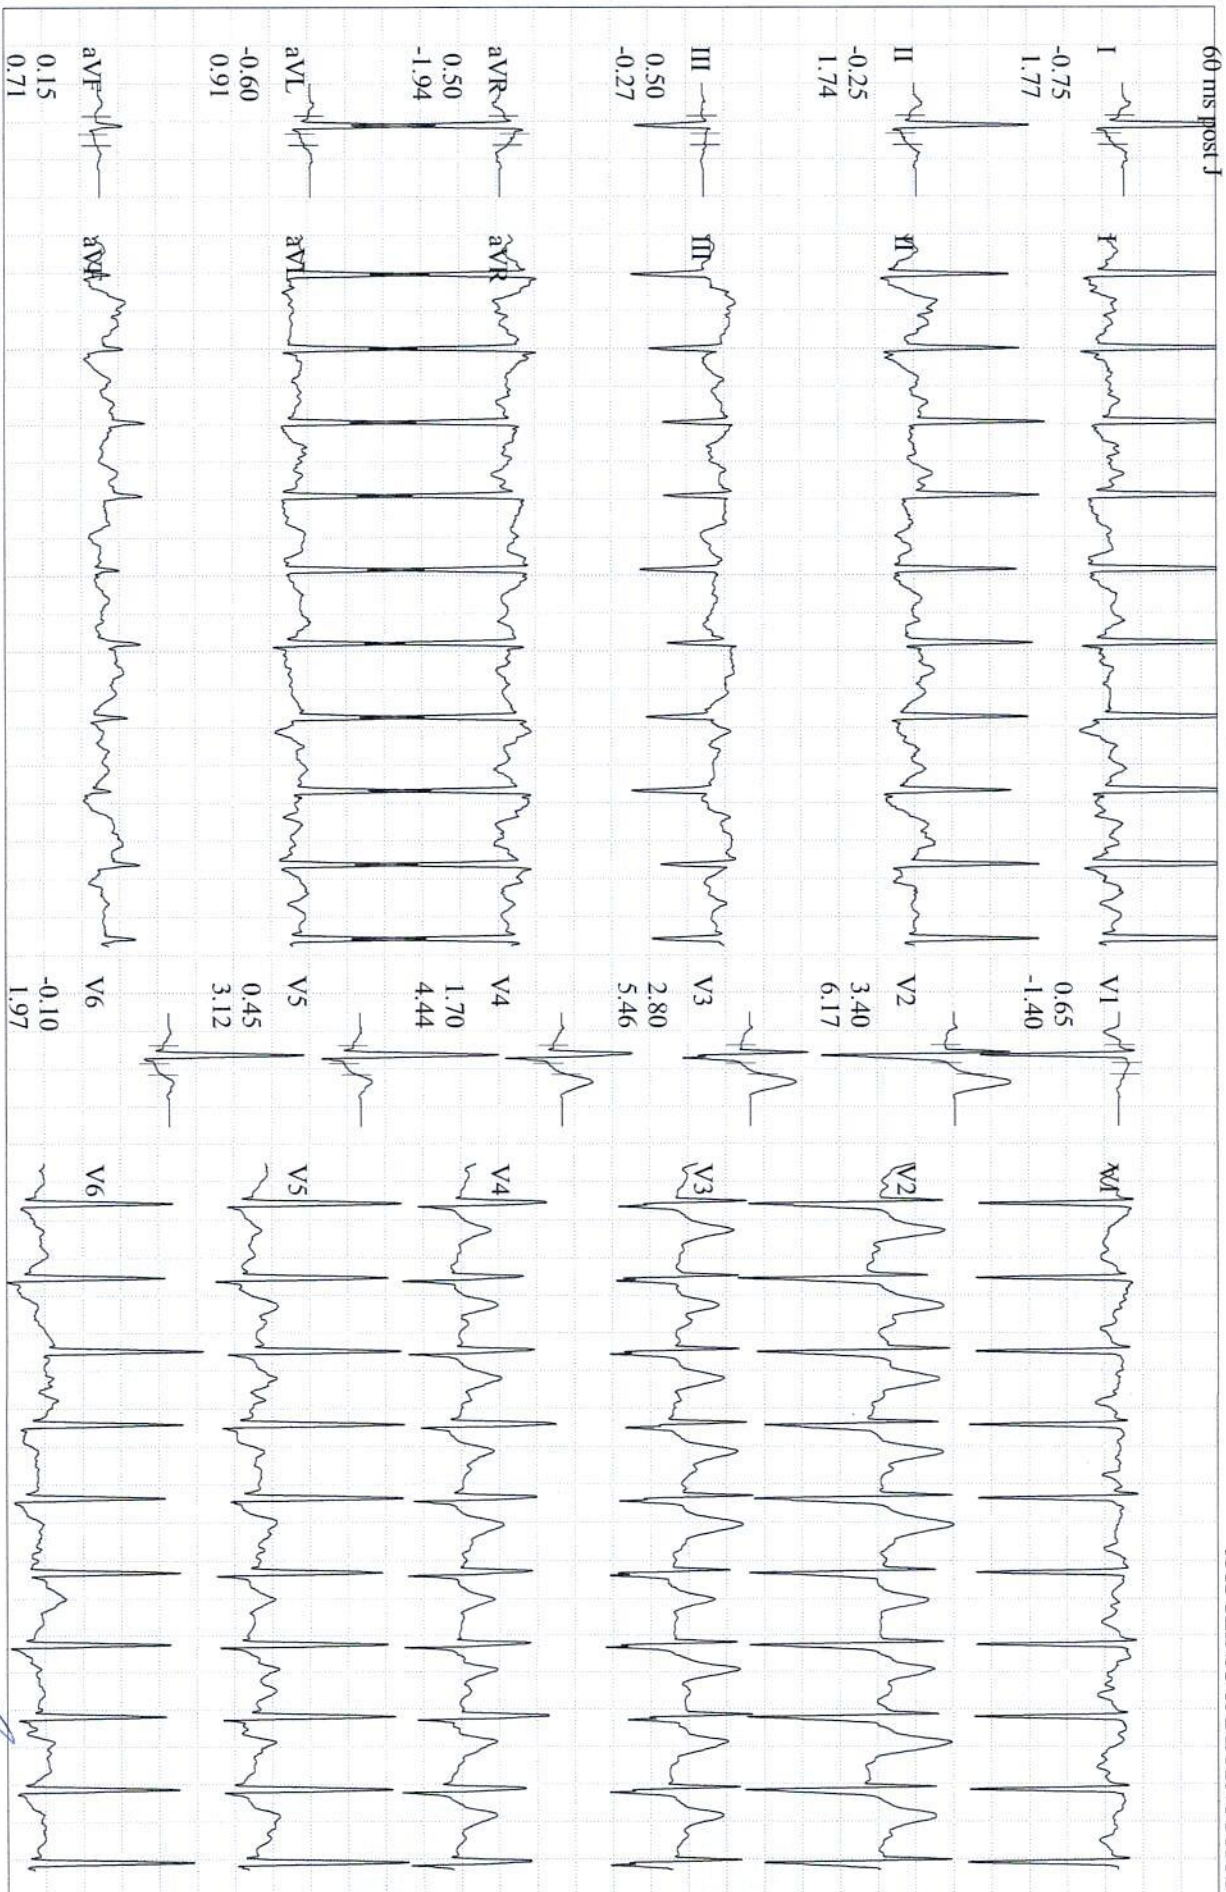 60 ms post J
I
-0.75
1.77
II
-0.25
1.74
III
0.50
-0.27
aVR
0.50
-1.94
aVL
-0.60
0.91
aVF
0.15
0.71
I
II
III
aVR
aVL
aVF
V1
0.65
-1.40
V2
3.40
6.17
V3
2.80
5.46
V4
1.70
4.44
V5
0.45
3.12
V6
-0.10
1.97
V1
V2
V3
V4
V5
V6